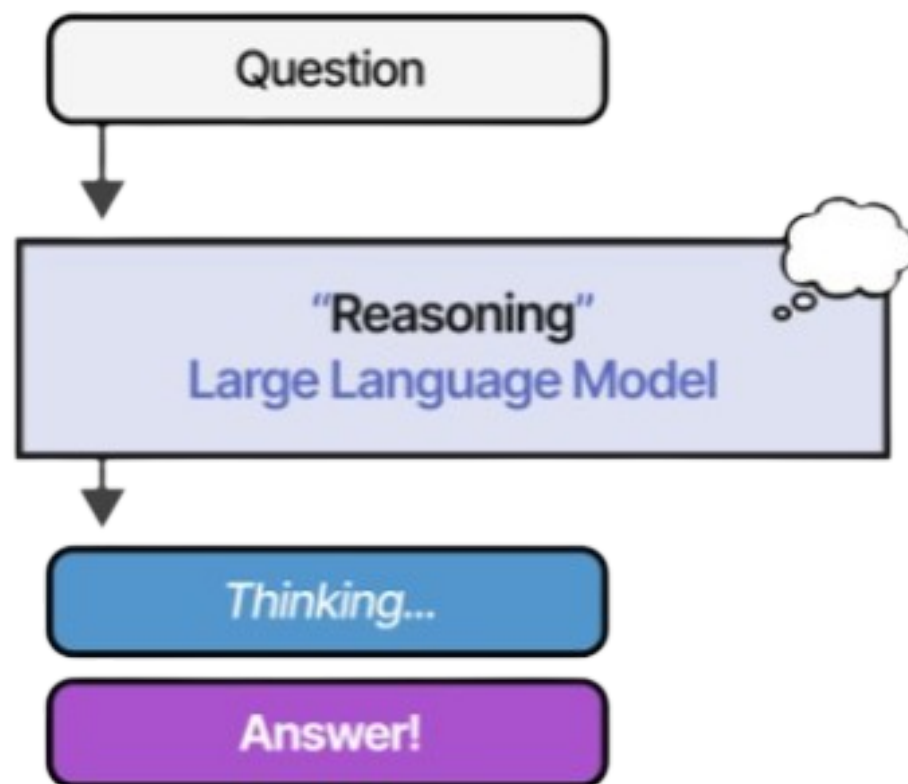 Question
“Reasoning”
Large Language Model
Thinking...
Answer!